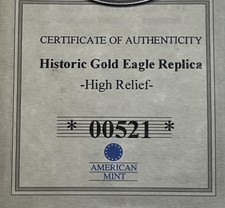 CERTIFICATE OF AUTHENTICITY
Historic Gold Eagle Replica
-High Relief-
* 00521 *
AMERICAN
MINT